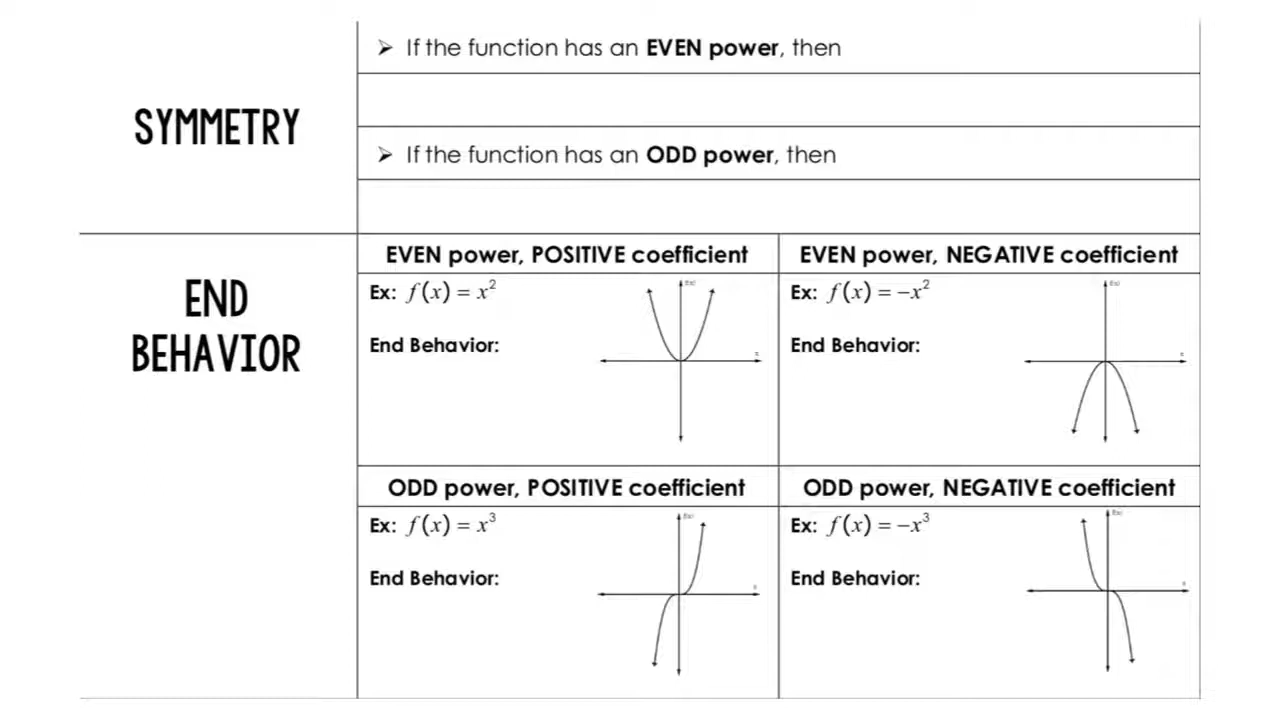 ➢ If the function has an EVEN power, then
SYMMETRY
➢ If the function has an ODD power, then
END
BEHAVIOR
EVEN power, POSITIVE coefficient
Ex: f(x) = x²
f(x)
End Behavior:
x
EVEN power, NEGATIVE coefficient
Ex: f(x) = −x²
f(x)
End Behavior:
x
ODD power, POSITIVE coefficient
Ex: f(x) = x³
f(x)
End Behavior:
x
ODD power, NEGATIVE coefficient
Ex: f(x) = −x³
f(x)
End Behavior:
x